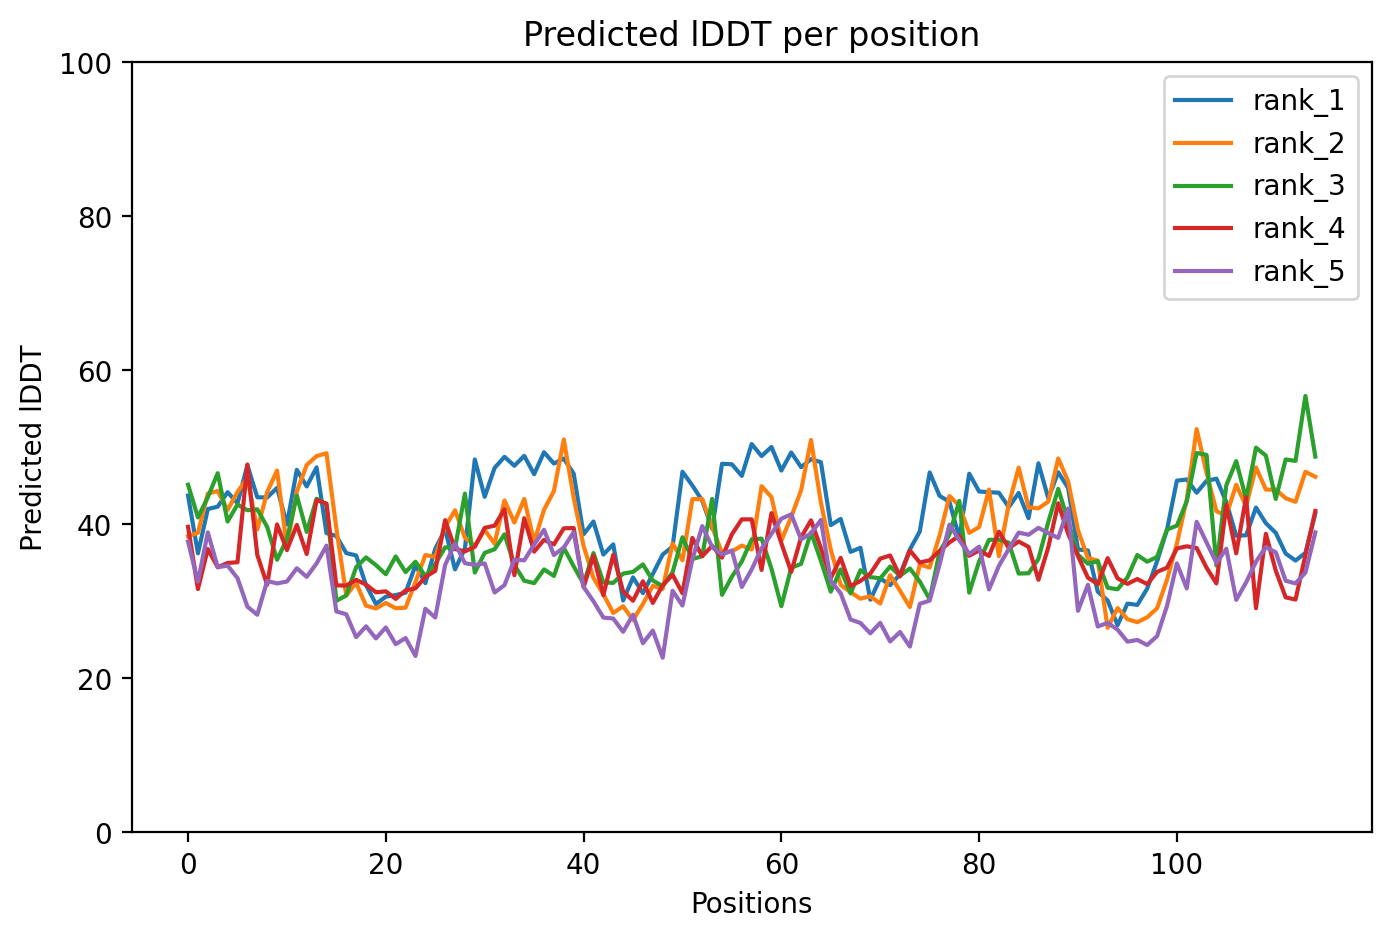 Predicted lDDT per position
100
80
60
40
20
0
Predicted lDDT
0 20 40 60 80 100
Positions
rank_1
rank_2
rank_3
rank_4
rank_5